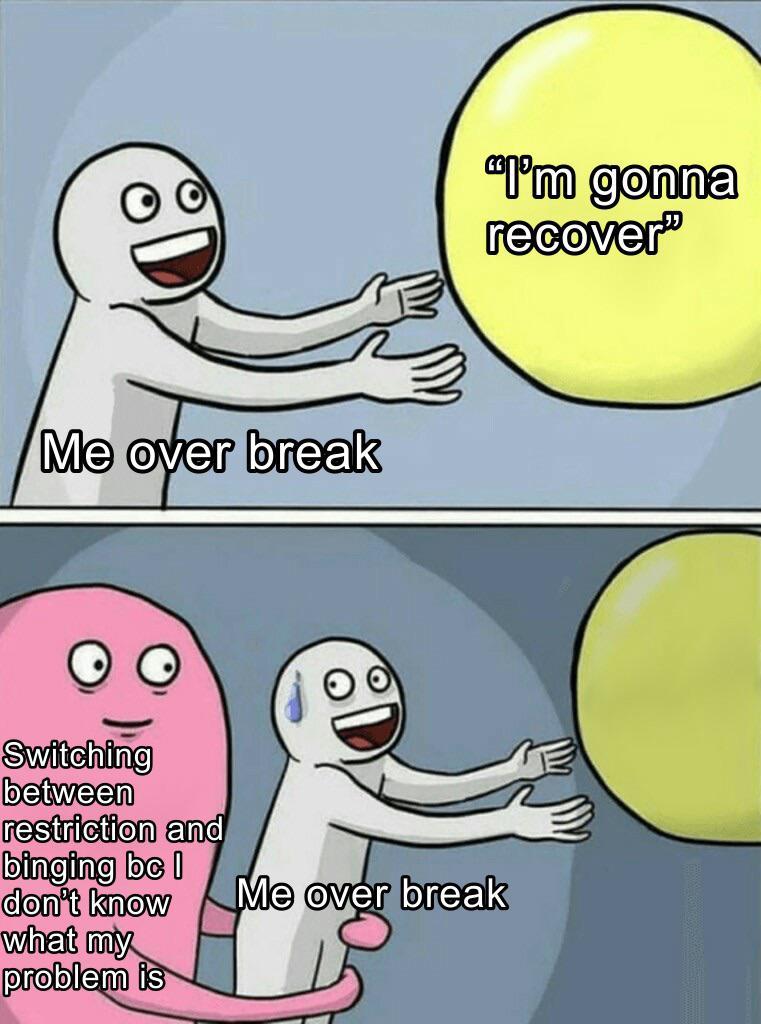 “I’m gonna
recover”
Me over break
Switching
between
restriction and
binging bc I
don’t know
what my
problem is
Me over break